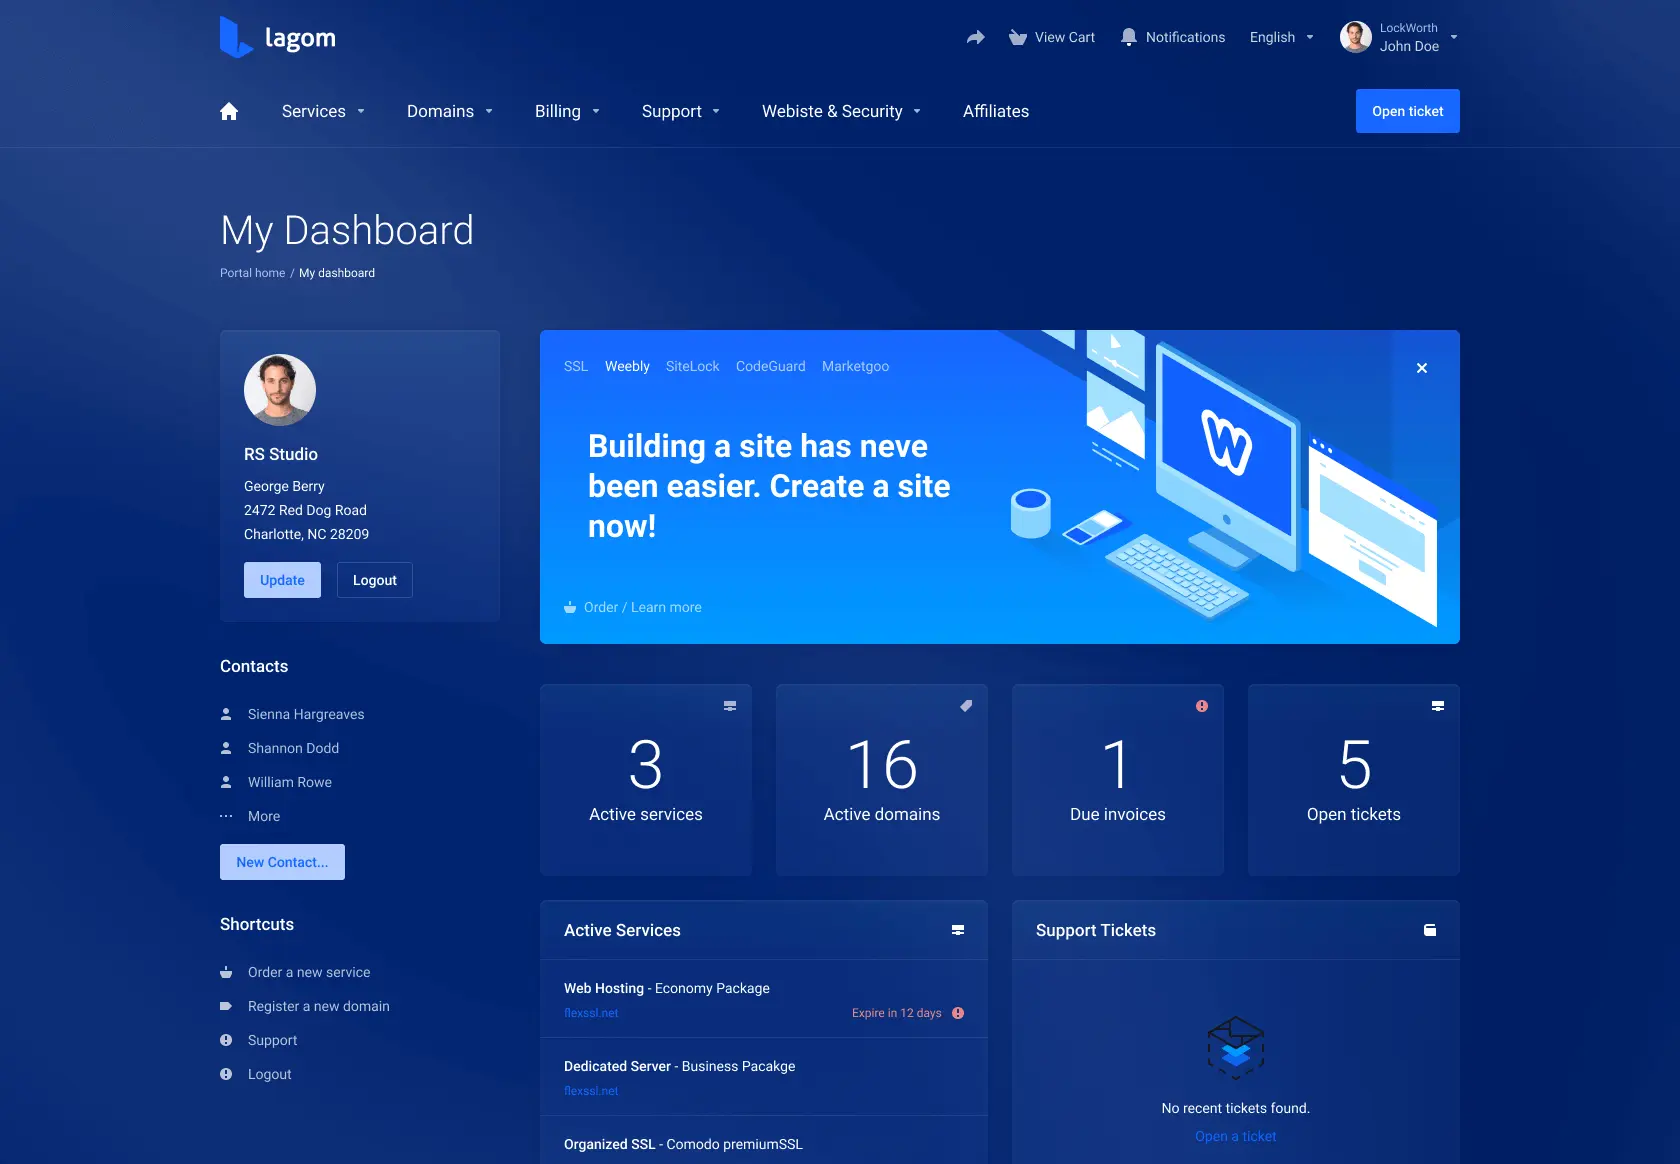 lagom
View Cart
Notifications
English
LockWorth
John Doe
Services
Domains
Billing
Support
Webiste & Security
Affiliates
Open ticket
My Dashboard
Portal home / My dashboard
RS Studio
George Berry
2472 Red Dog Road
Charlotte, NC 28209
Update
Logout
Contacts
Sienna Hargreaves
Shannon Dodd
William Rowe
More
New Contact...
Shortcuts
Order a new service
Register a new domain
Support
Logout
SSL
Weebly
SiteLock
CodeGuard
Marketgoo
Building a site has neve
been easier. Create a site
now!
Order / Learn more
3
Active services
16
Active domains
1
Due invoices
5
Open tickets
Active Services
Web Hosting - Economy Package
flexssl.net
Expire in 12 days
Dedicated Server - Business Pacakge
flexssl.net
Organized SSL - Comodo premiumSSL
Support Tickets
No recent tickets found.
Open a ticket